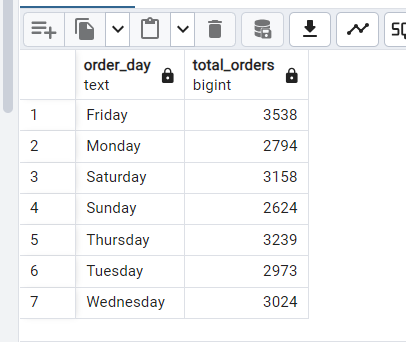 SQ
order_day total_orders
text bigint
1 Friday 3538
2 Monday 2794
3 Saturday 3158
4 Sunday 2624
5 Thursday 3239
6 Tuesday 2973
7 Wednesday 3024